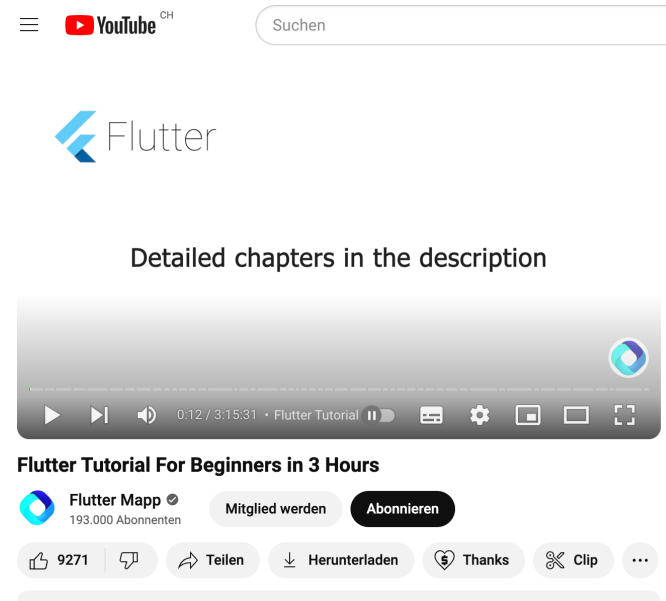 YouTube CH
Suchen
Flutter
Detailed chapters in the description
0:12 / 3:15:31 • Flutter Tutorial
Flutter Tutorial For Beginners in 3 Hours
Flutter Mapp
193.000 Abonnenten
Mitglied werden
Abonnieren
9271
Teilen
Herunterladen
Thanks
Clip